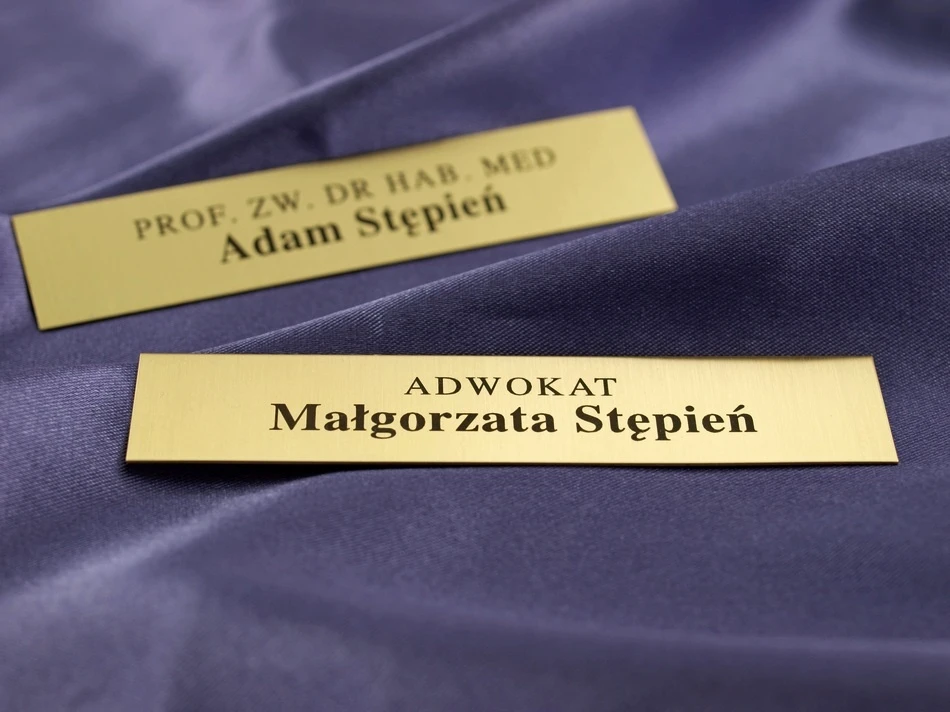 PROF. ZW. DR HAB. MED
Adam Stępień
ADWOKAT
Małgorzata Stępień